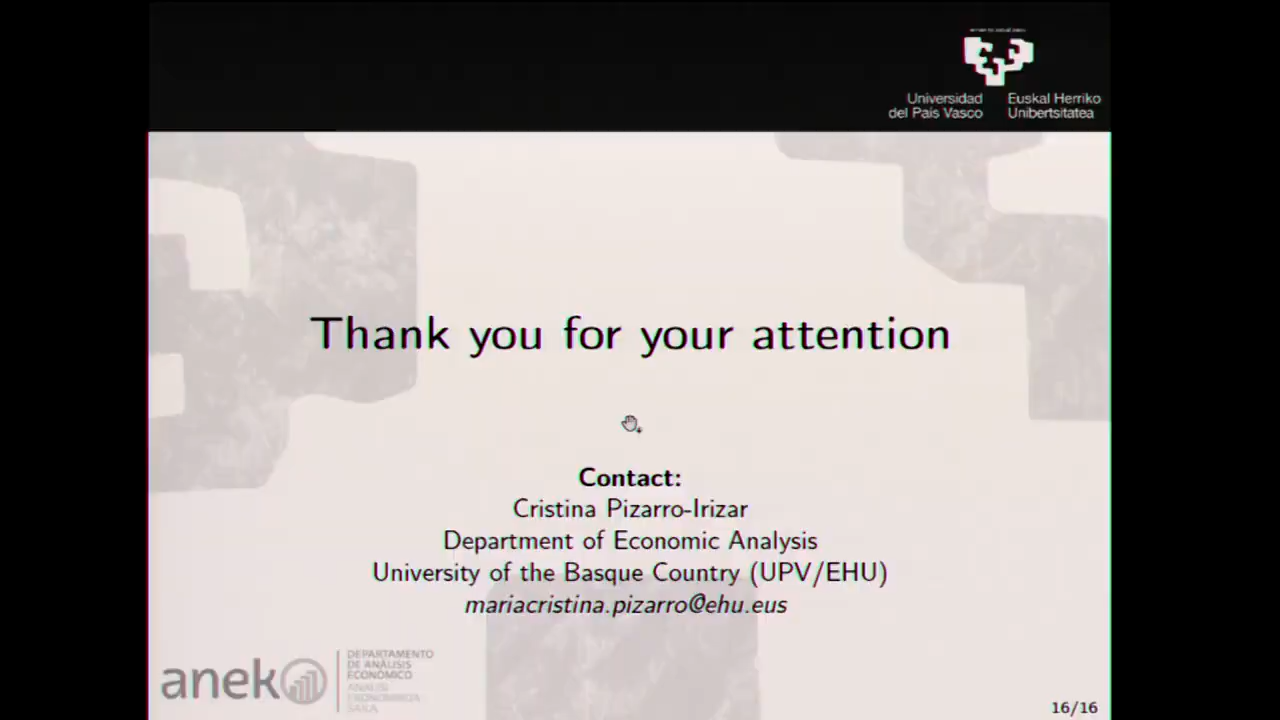 Universidad
del País Vasco
Euskal Herriko
Unibertsitatea
Thank you for your attention
Contact:
Cristina Pizarro-Irizar
Department of Economic Analysis
University of the Basque Country (UPV/EHU)
mariacristina.pizarro@ehu.eus
anek
DEPARTAMENTO
DE ANÁLISIS
ECONÓMICO
16/16